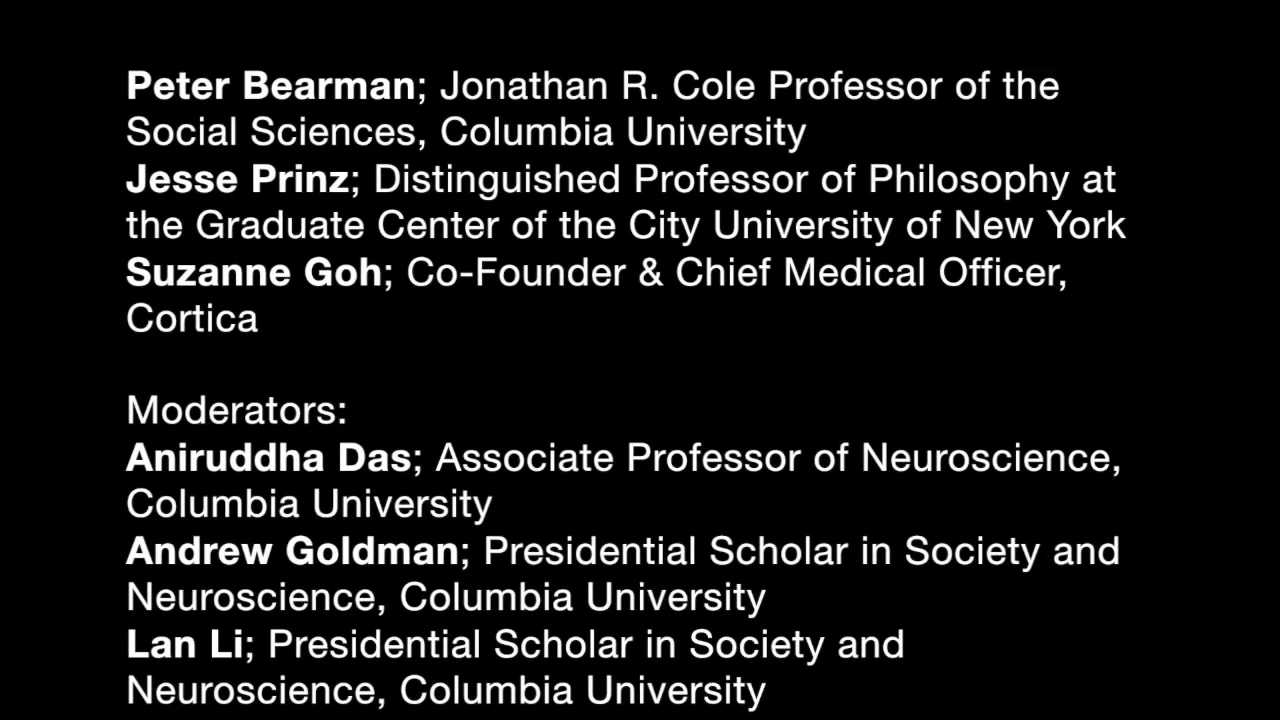 Peter Bearman; Jonathan R. Cole Professor of the
Social Sciences, Columbia University
Jesse Prinz; Distinguished Professor of Philosophy at
the Graduate Center of the City University of New York
Suzanne Goh; Co-Founder & Chief Medical Officer,
Cortica
Moderators:
Aniruddha Das; Associate Professor of Neuroscience,
Columbia University
Andrew Goldman; Presidential Scholar in Society and
Neuroscience, Columbia University
Lan Li; Presidential Scholar in Society and
Neuroscience, Columbia University